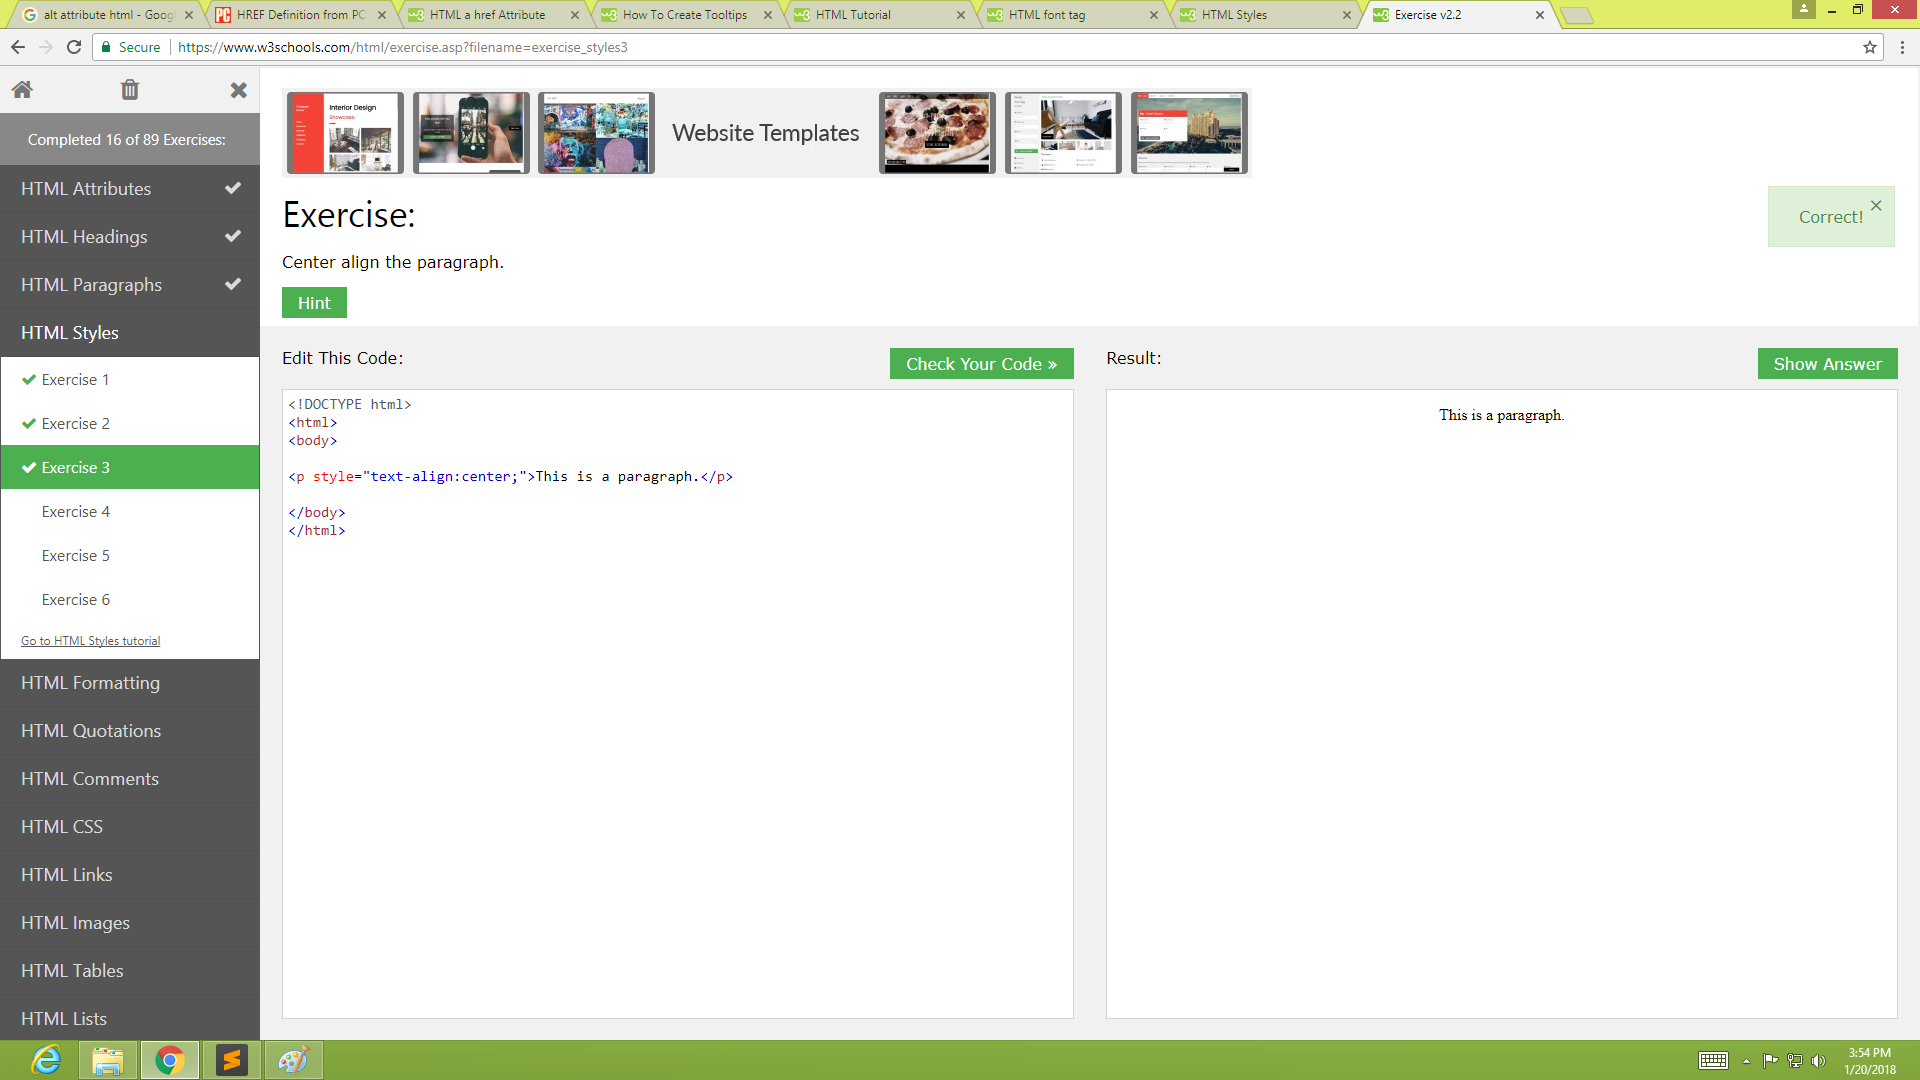 alt attribute html - Goog
HREF Definition from PC
HTML a href Attribute
How To Create Tooltips
HTML Tutorial
HTML font tag
HTML Styles
Exercise v2.2
Secure
https://www.w3schools.com/html/exercise.asp?filename=exercise_styles3
Completed 16 of 89 Exercises:
HTML Attributes
HTML Headings
HTML Paragraphs
HTML Styles
Exercise 1
Exercise 2
Exercise 3
Exercise 4
Exercise 5
Exercise 6
Go to HTML Styles tutorial
HTML Formatting
HTML Quotations
HTML Comments
HTML CSS
HTML Links
HTML Images
HTML Tables
HTML Lists
Interior Design
Showcase
Website Templates
Exercise:
Correct!
Center align the paragraph.
Hint
Edit This Code:
Check Your Code »
Result:
Show Answer
<!DOCTYPE html>
<html>
<body>
<p style="text-align:center;">This is a paragraph.</p>
</body>
</html>
This is a paragraph.
3:54 PM
1/20/2018